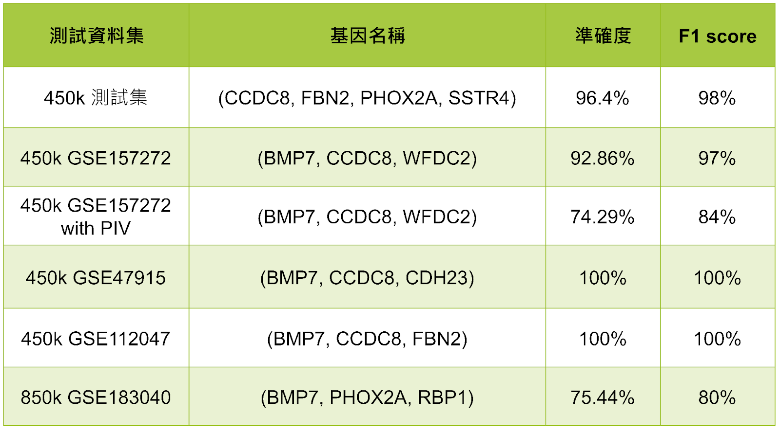 測試資料集 基因名稱 準確度 F1 score
450k 測試集 (CCDC8, FBN2, PHOX2A, SSTR4) 96.4% 98%
450k GSE157272 (BMP7, CCDC8, WFDC2) 92.86% 97%
450k GSE157272
with PIV (BMP7, CCDC8, WFDC2) 74.29% 84%
450k GSE47915 (BMP7, CCDC8, CDH23) 100% 100%
450k GSE112047 (BMP7, CCDC8, FBN2) 100% 100%
850k GSE183040 (BMP7, PHOX2A, RBP1) 75.44% 80%